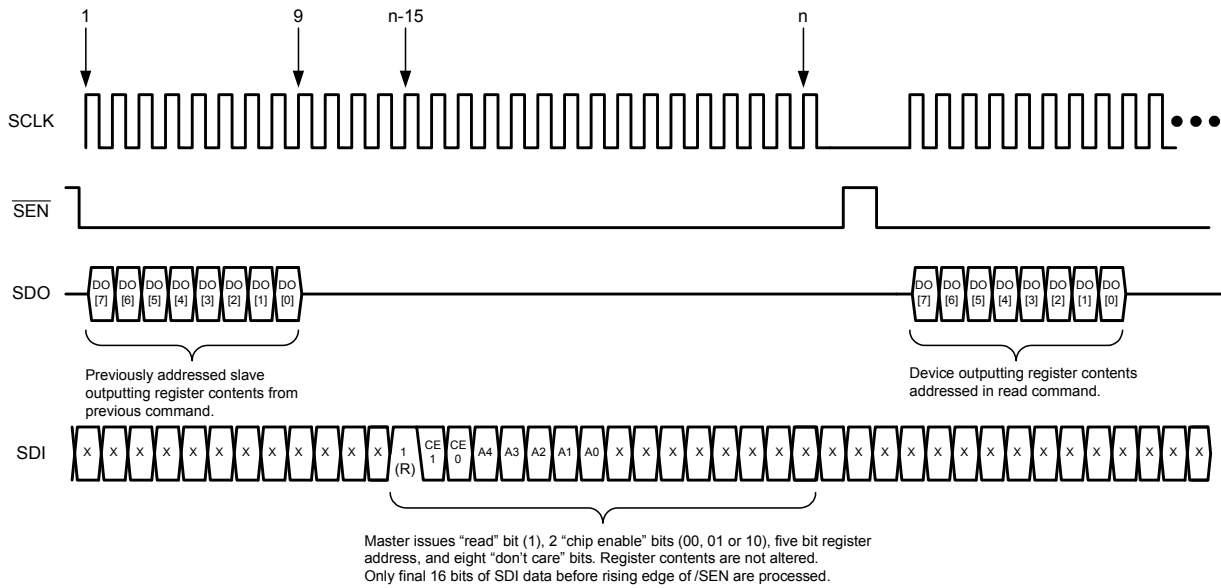 1 9 n-15 n
SCLK
SEN
SDO
DO DO DO DO DO DO DO DO DO DO DO DO DO DO DO DO
[7] [6] [5] [4] [3] [2] [1] [0] [7] [6] [5] [4] [3] [2] [1] [0]
Previously addressed slave
outputting register contents from
previous command.
Device outputting register contents
addressed in read command.
SDI
X X X X X X X X X X X X 1 (R) CE 1 CE 0 A4 A3 A2 A1 A0 X X X X X X X X X X X X X X X X X X X X X X X
Master issues “read” bit (1), 2 “chip enable” bits (00, 01 or 10), five bit register
address, and eight “don’t care” bits. Register contents are not altered.
Only final 16 bits of SDI data before rising edge of /SEN are processed.